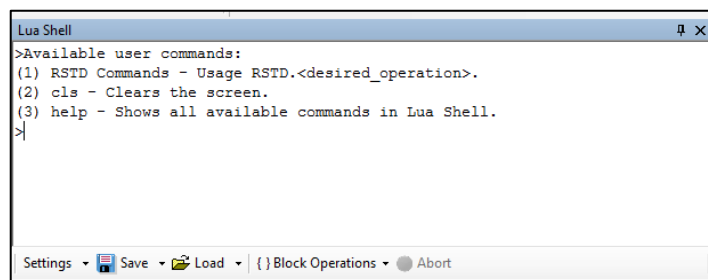 Lua Shell
>Available user commands:
(1) RSTD Commands - Usage RSTD.<desired_operation>.
(2) cls - Clears the screen.
(3) help - Shows all available commands in Lua Shell.
>
Settings Save Load { } Block Operations Abort